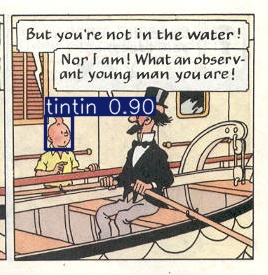 But you're not in the water!
Nor I am! What an observ-
ant young man you are!
tintin 0.90